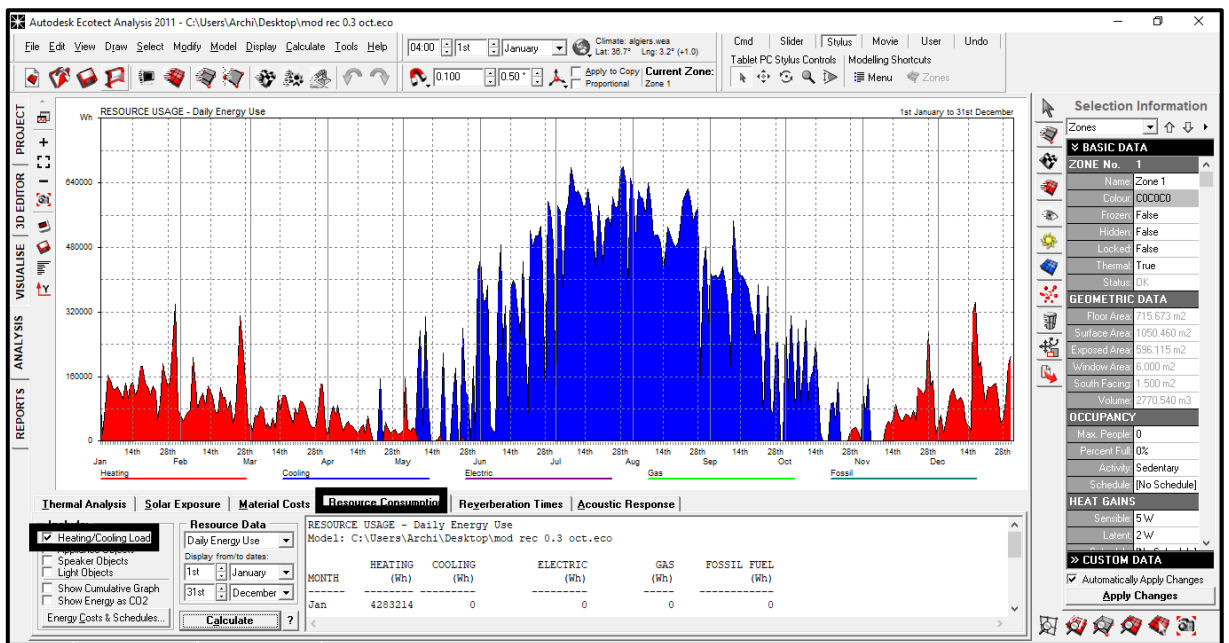 Autodesk Ecotect Analysis 2011 - C:\Users\Archi\Desktop\mod rec 0.3 oct.eco
File Edit View Draw Select Modify Model Display Calculate Tools Help
04:00 1st January
Climate: algiers.wea
Lat: 36.7° Lng: 3.2° (+1.0)
Cmd Slider Stylus Movie User Undo
Tablet PC Stylus Controls Modelling Shortcuts
Menu Zones
0.100 0.50 °
Apply to Copy
Proportional
Current Zone:
Zone 1
PROJECT
3D EDITOR
VISUALISE
ANALYSIS
REPORTS
Wh RESOURCE USAGE - Daily Energy Use 1st January to 31st December
640000
480000
320000
160000
0
14th 28th 14th 28th 14th 28th 14th 28th 14th 28th 14th 28th 14th 28th 14th 28th 14th 28th 14th 28th 14th 28th 14th 28th
Jan Feb Mar Apr May Jun Jul Aug Sep Oct Nov Dec
Heating Cooling Electric Gas Fossil
Thermal Analysis Solar Exposure Material Costs Resource Consumption Reverberation Times Acoustic Response
Heating/Cooling Load
Speaker Objects
Light Objects
Show Cumulative Graph
Show Energy as CO2
Energy Costs & Schedules...
Resource Data
Daily Energy Use
Display from/to dates:
1st January
31st December
Calculate ?
RESOURCE USAGE - Daily Energy Use
Model: C:\Users\Archi\Desktop\mod rec 0.3 oct.eco
HEATING COOLING ELECTRIC GAS FOSSIL FUEL
MONTH (Wh) (Wh) (Wh) (Wh) (Wh)
Jan 4283214 0 0 0 0
Selection Information
Zones
BASIC DATA
ZONE No. 1
Name: Zone 1
Colour: C0C0C0
Frozen: False
Hidden: False
Locked: False
Thermal: True
Status: OK
GEOMETRIC DATA
Floor Area: 715.673 m2
Surface Area: 1050.460 m2
Exposed Area: 596.115 m2
Window Area: 6.000 m2
South Facing: 1.500 m2
Volume: 2770.540 m3
OCCUPANCY
Max. People: 0
Percent Full: 0%
Activity: Sedentary
Schedule: [No Schedule]
HEAT GAINS
Sensible: 5 W
Latent: 2 W
CUSTOM DATA
Automatically Apply Changes
Apply Changes